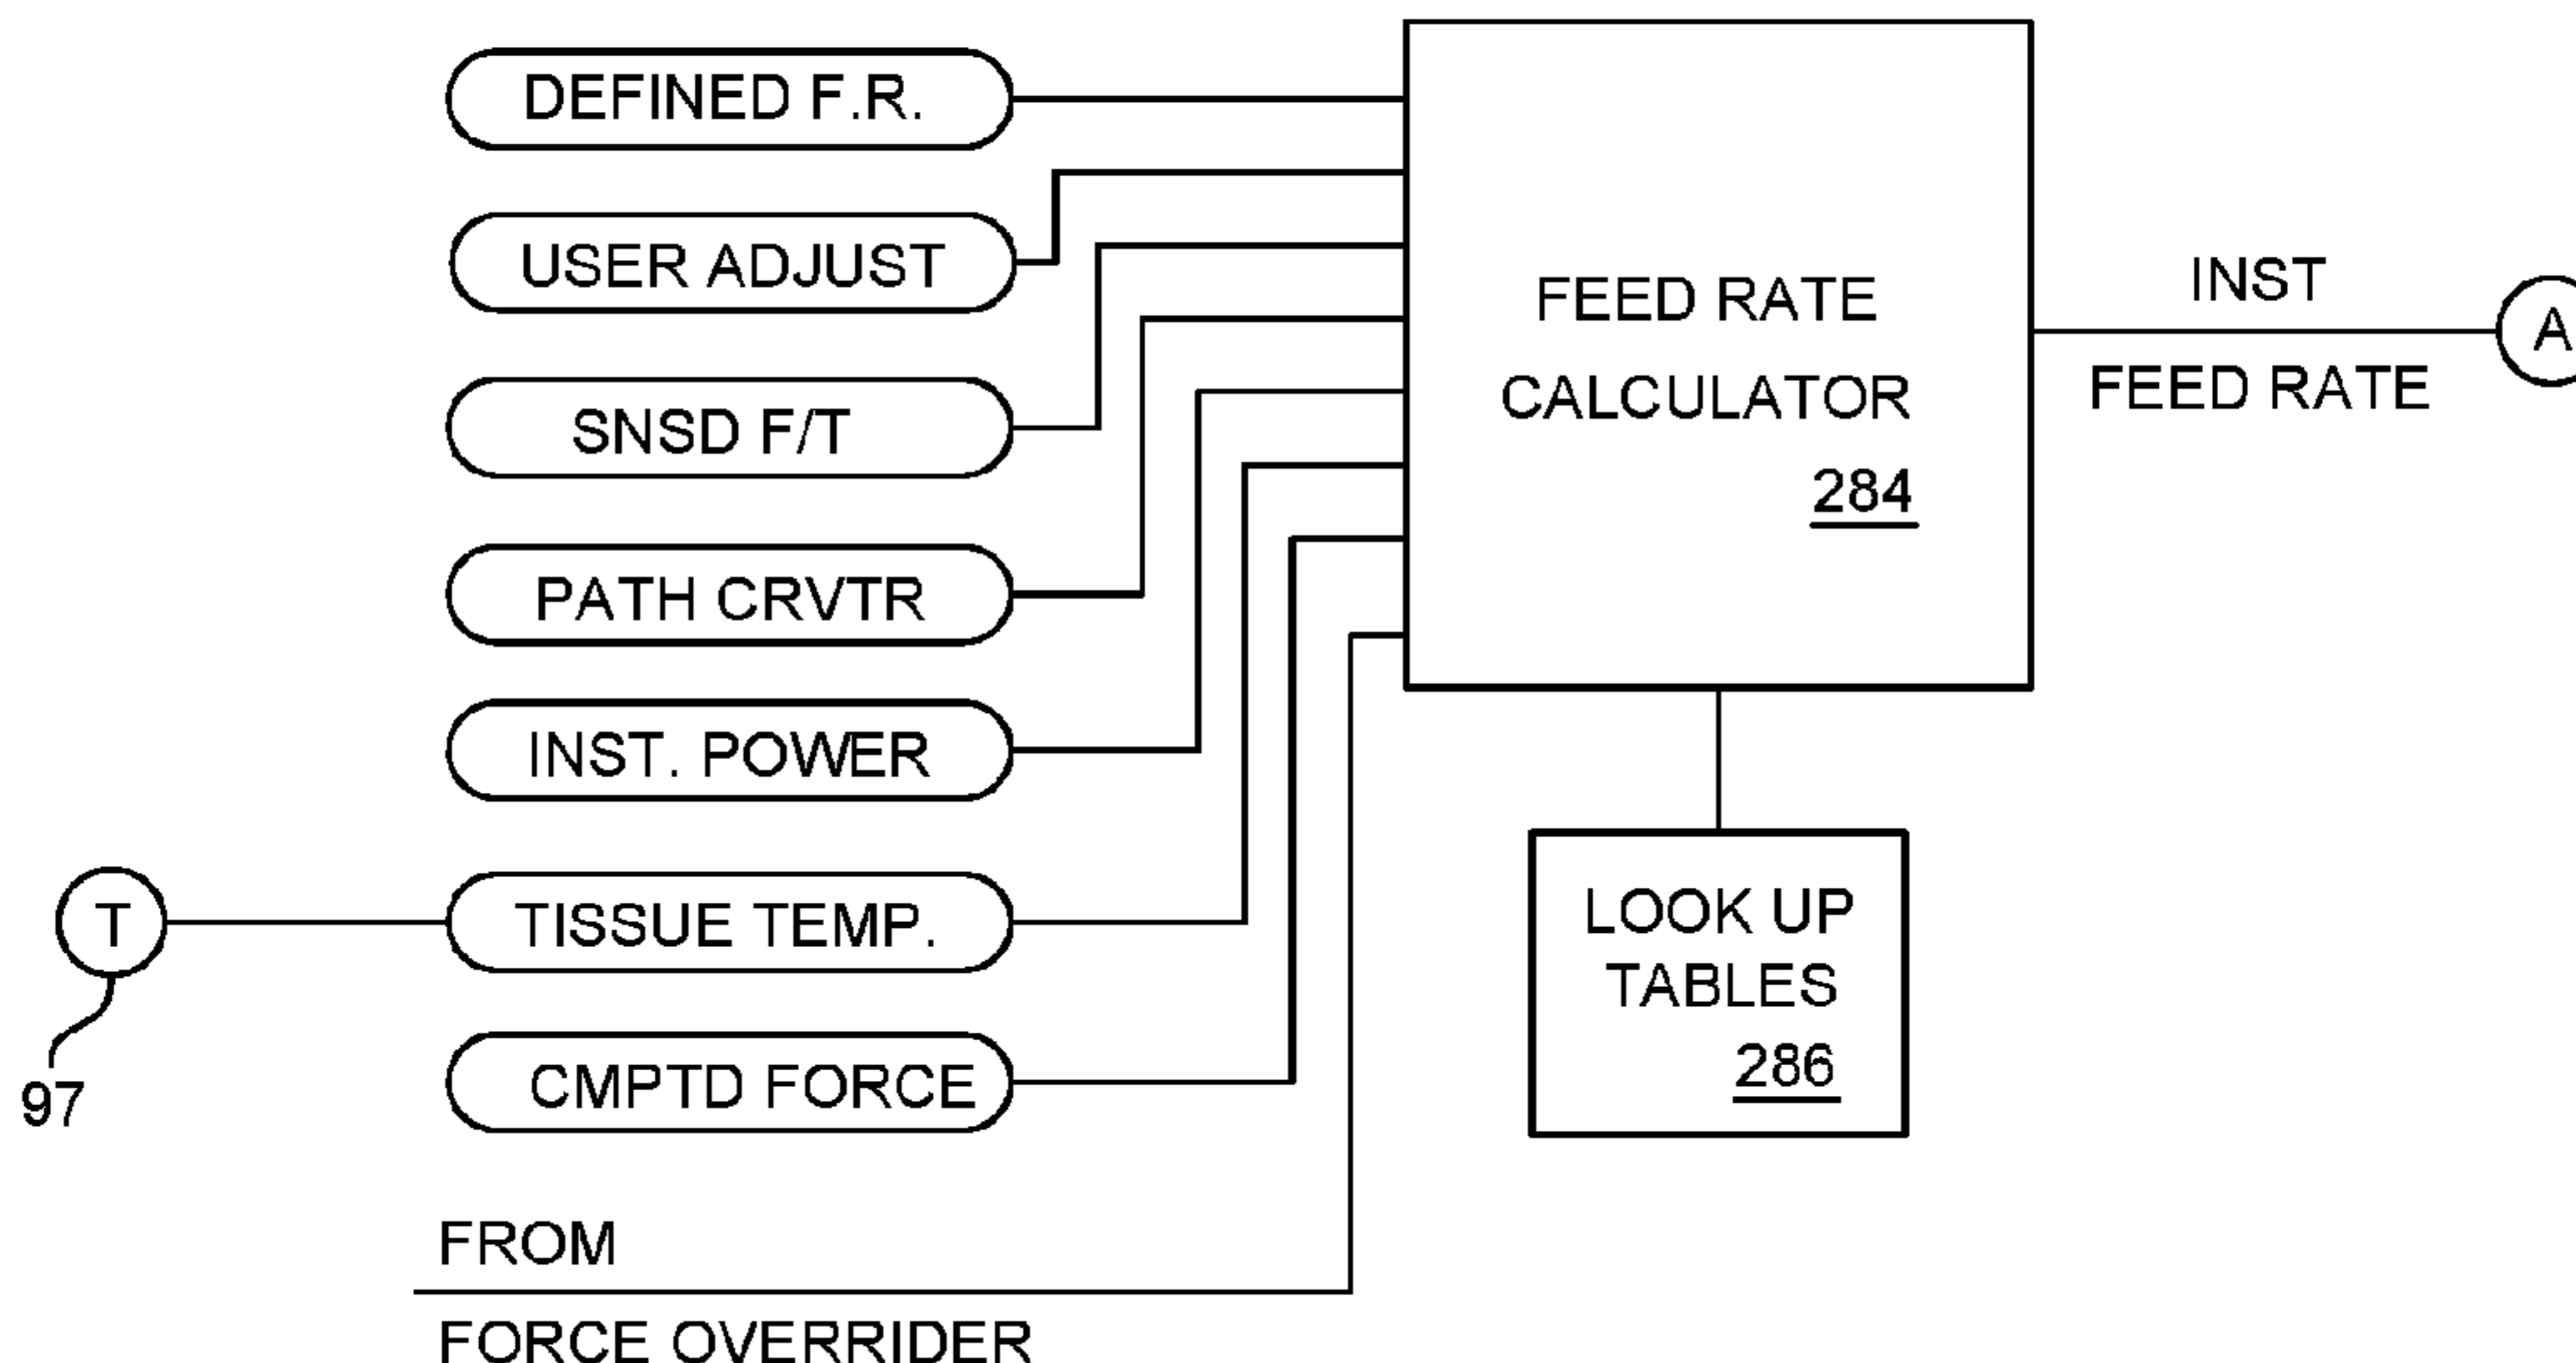 DEFINED F.R.
USER ADJUST
SNSD F/T
PATH CRVTR
INST. POWER
T
TISSUE TEMP.
97
CMPTD FORCE
FROM
FORCE OVERRIDER
FEED RATE
CALCULATOR
284
LOOK UP
TABLES
286
INST
FEED RATE
A